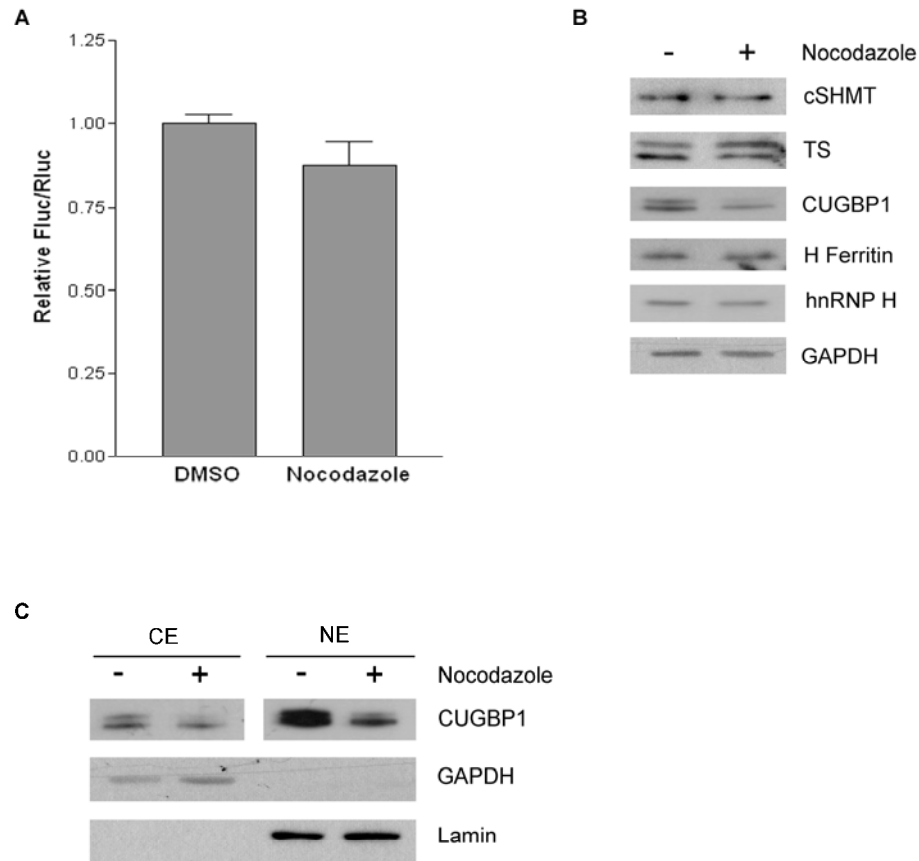 A
1.25
1.00
0.75
0.50
0.25
0.00
Relative Fluc/Rluc
DMSO Nocodazole
B
- + Nocodazole
cSHMT
TS
CUGBP1
H Ferritin
hnRNP H
GAPDH
C
CE NE
- + - + Nocodazole
CUGBP1
GAPDH
Lamin